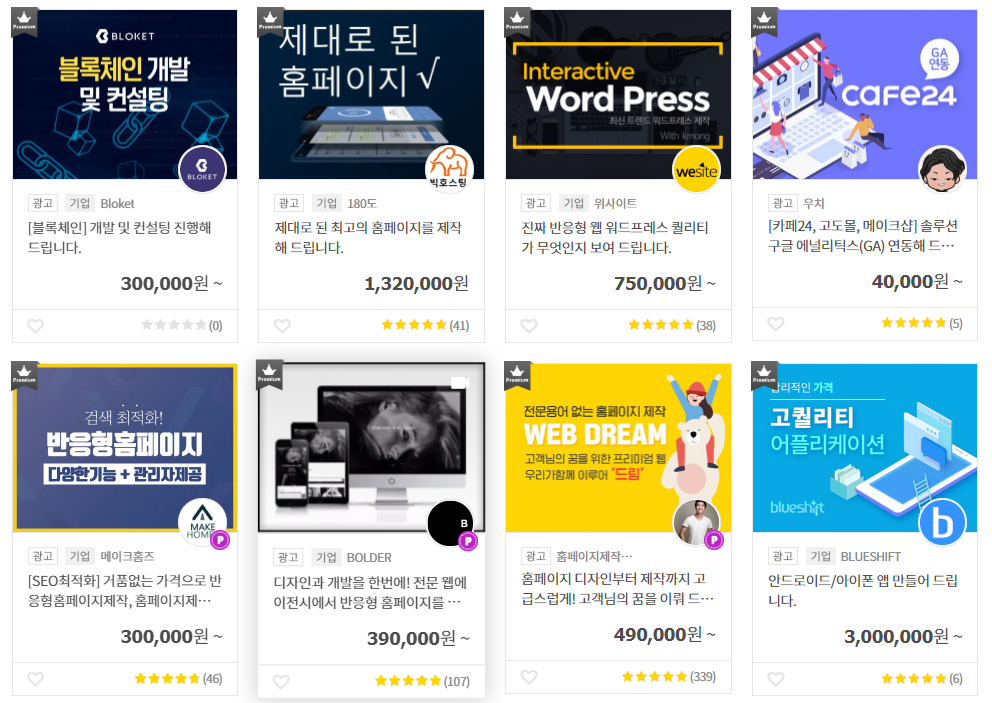 Premium
BLOKET
블록체인 개발
및 컨설팅
BLOKET
광고 기업 Bloket
[블록체인] 개발 및 컨설팅 진행해
드립니다.
300,000원 ~
(0)
Premium
제대로 된
홈페이지 √
빅호스팅
광고 기업 180도
제대로 된 최고의 홈페이지를 제작
해 드립니다.
1,320,000원
(41)
Premium
Interactive
Word Press
최신 트렌드 워드프레스 제작
With kmong
wesite
광고 기업 위사이트
진짜 반응형 웹 워드프레스 퀄리티
가 무엇인지 보여 드립니다.
750,000원 ~
(38)
Premium
GA
연동
CaFe24
광고 우치
[카페24, 고도몰, 메이크샵] 솔루션
구글 에널리틱스(GA) 연동해 드…
40,000원 ~
(5)
Premium
검색 최적화!
반응형홈페이지
다양한기능 + 관리자제공
MAKE
HOME
P
광고 기업 메이크홈즈
[SEO최적화] 거품없는 가격으로 반
응형홈페이지제작, 홈페이지제…
300,000원 ~
(46)
Premium
B
P
광고 기업 BOLDER
디자인과 개발을 한번에! 전문 웹에
이전시에서 반응형 홈페이지를 …
390,000원 ~
(107)
Premium
전문용어 없는 홈페이지 제작
WEB DREAM
고객님의 꿈을 위한 프리미엄 웹
우리가함께 이루어 "드림"
P
광고 홈페이지제작…
홈페이지 디자인부터 제작까지 고
급스럽게! 고객님의 꿈을 이뤄 드…
490,000원 ~
(339)
Premium
합리적인 가격
고퀄리티
어플리케이션
blueshift
b
광고 기업 BLUESHIFT
안드로이드/아이폰 앱 만들어 드립
니다.
3,000,000원 ~
(6)